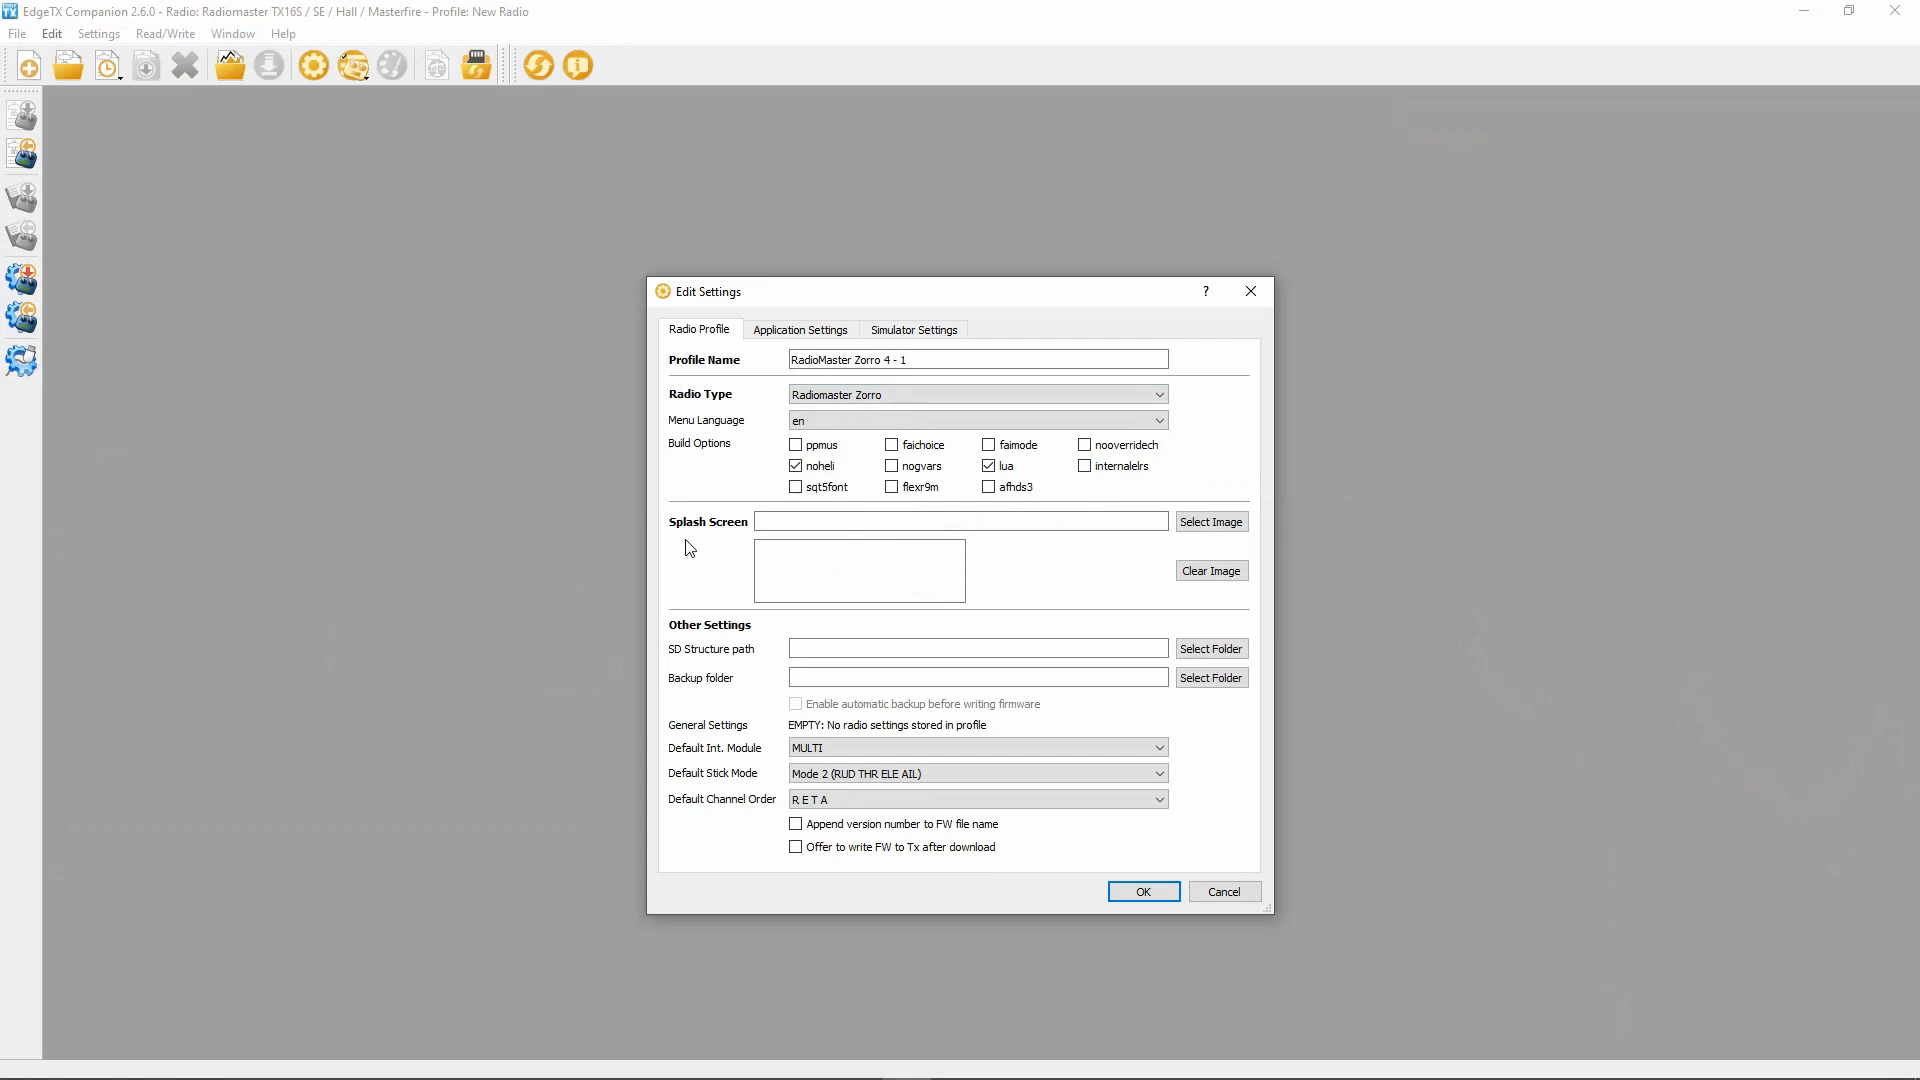 EdgeTX Companion 2.6.0 - Radio: Radiomaster TX16S / SE / Hall / Masterfire - Profile: New Radio
File Edit Settings Read/Write Window Help
Edit Settings
Radio Profile Application Settings Simulator Settings
Profile Name RadioMaster Zorro 4 - 1
Radio Type Radiomaster Zorro
Menu Language en
Build Options ppmus faichoice faimode nooverridech
noheli nogvars lua internalelrs
sqt5font flexr9m afhds3
Splash Screen Select Image
Clear Image
Other Settings
SD Structure path Select Folder
Backup folder Select Folder
Enable automatic backup before writing firmware
General Settings EMPTY: No radio settings stored in profile
Default Int. Module MULTI
Default Stick Mode Mode 2 (RUD THR ELE AIL)
Default Channel Order R E T A
Append version number to FW file name
Offer to write FW to Tx after download
OK Cancel